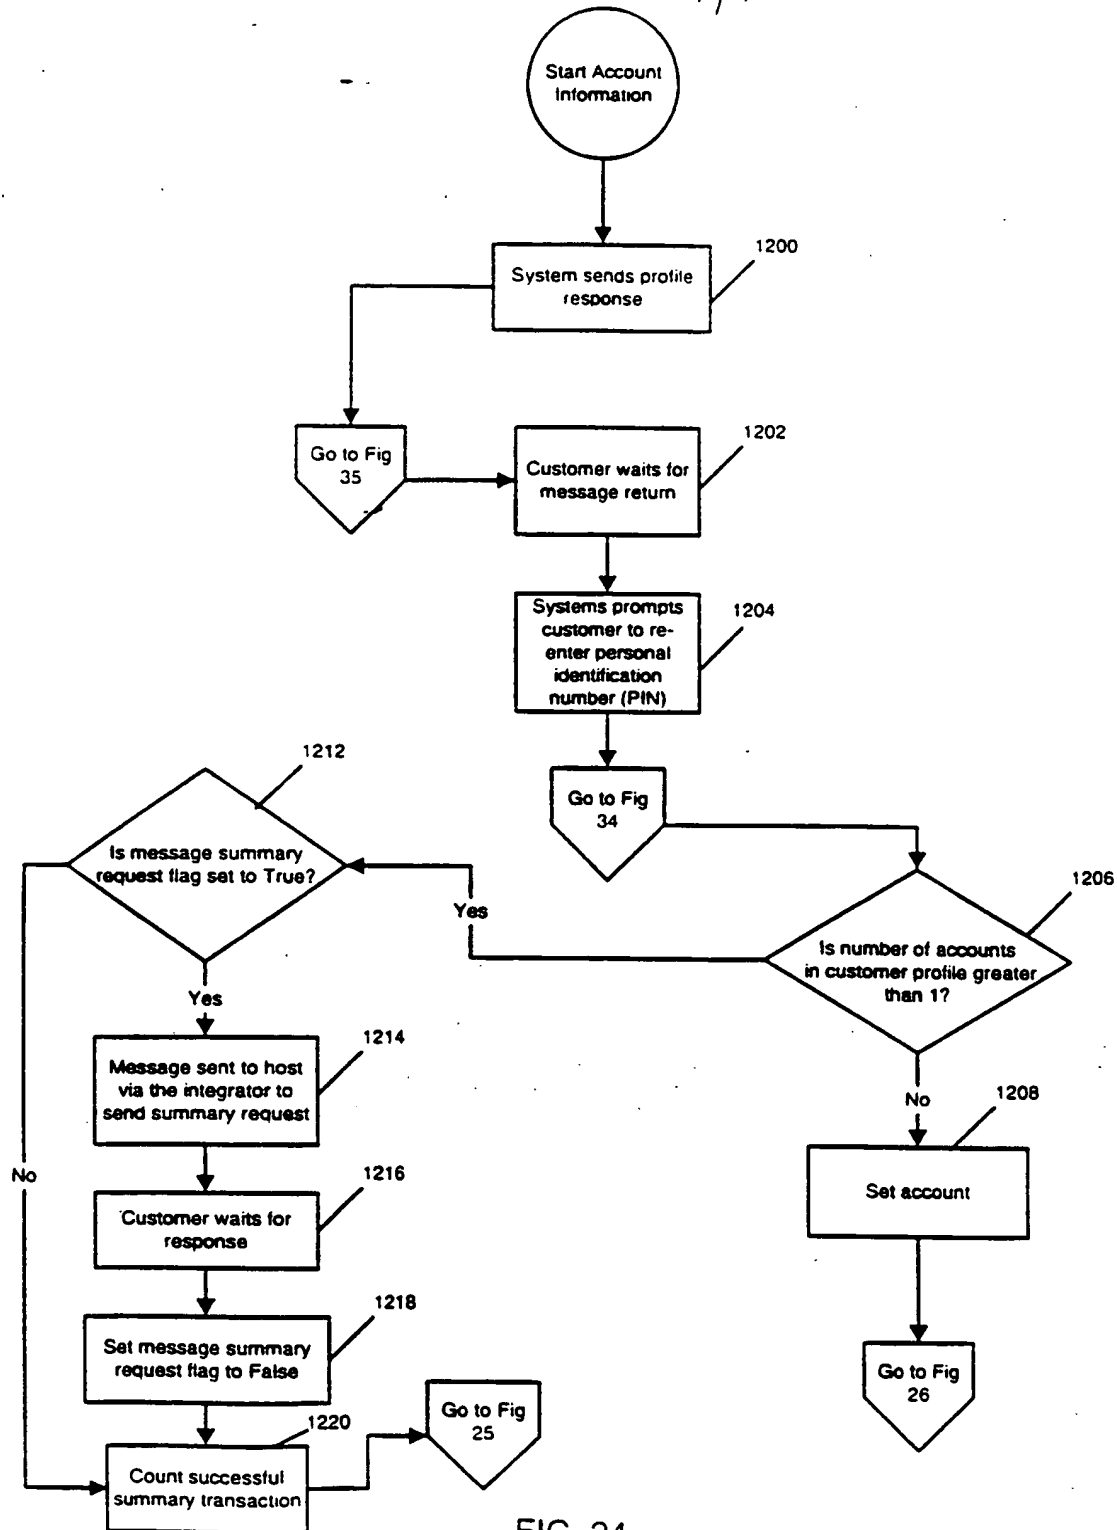 Start Account
Information
1200
System sends profile
response
Go to Fig
35
1202
Customer waits for
message return
1204
Systems prompts
customer to re-
enter personal
identification
number (PIN)
Go to Fig
34
1212
Is message summary
request flag set to True?
Yes
1206
Is number of accounts
in customer profile greater
than 1?
Yes
1214
Message sent to host
via the integrator to
send summary request
No
1208
Set account
No
1216
Customer waits for
response
1218
Set message summary
request flag to False
Go to Fig
26
Go to Fig
25
1220
Count successful
summary transaction
FIG. 24